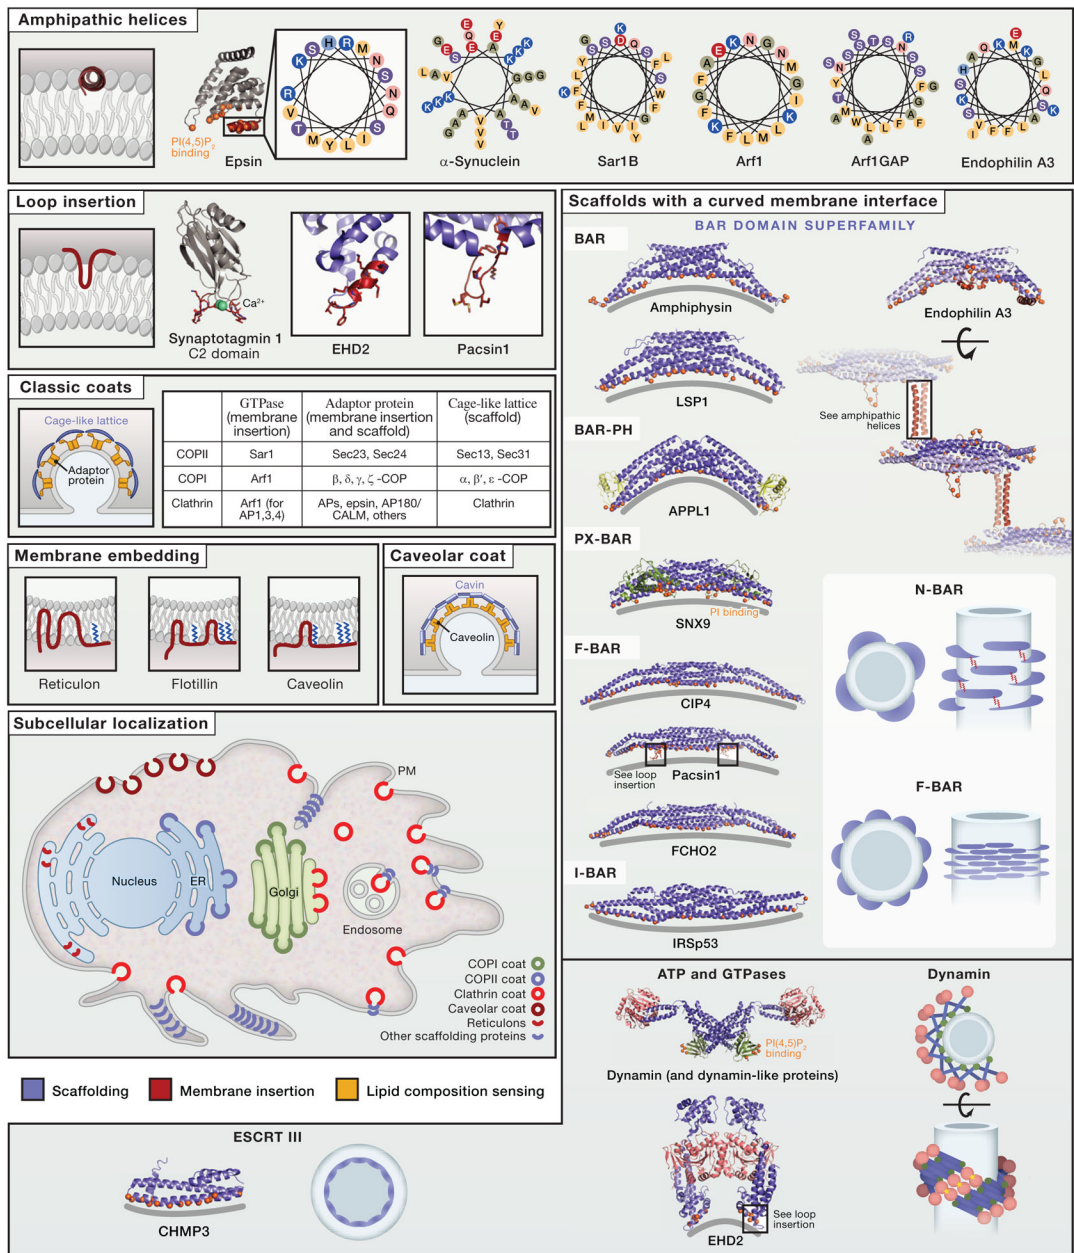 Amphipathic helices
PI(4,5)P2
binding
Epsin
α-Synuclein
Sar1B
Arf1
Arf1GAP
Endophilin A3
Loop insertion
Ca2+
Synaptotagmin 1
C2 domain
EHD2
Pacsin1
Classic coats
Cage-like lattice
Adaptor
protein
GTPase
(membrane
insertion)
Adaptor protein
(membrane insertion
and scaffold)
Cage-like lattice
(scaffold)
COPII
Sar1
Sec23, Sec24
Sec13, Sec31
COPI
Arf1
β, δ, γ, ζ -COP
α, β′, ε -COP
Clathrin
Arf1 (for
AP1,3,4)
APs, epsin, AP180/
CALM, others
Clathrin
Membrane embedding
Reticulon
Flotillin
Caveolin
Caveolar coat
Cavin
Caveolin
Subcellular localization
PM
Nucleus
ER
Golgi
Endosome
COPI coat
COPII coat
Clathrin coat
Caveolar coat
Reticulons
Other scaffolding proteins
Scaffolding
Membrane insertion
Lipid composition sensing
Scaffolds with a curved membrane interface
BAR DOMAIN SUPERFAMILY
BAR
Amphiphysin
Endophilin A3
LSP1
See amphipathic
helices
BAR-PH
APPL1
PX-BAR
PI binding
SNX9
F-BAR
CIP4
See loop
insertion
Pacsin1
FCHO2
I-BAR
IRSp53
N-BAR
F-BAR
ATP and GTPases
PI(4,5)P2
binding
Dynamin (and dynamin-like proteins)
Dynamin
See loop
insertion
EHD2
ESCRT III
CHMP3